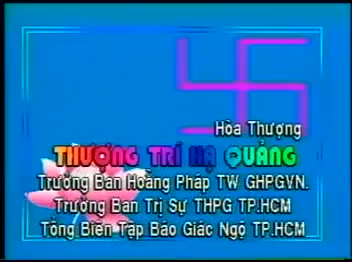 Hòa Thượng
THƯỢNG TRÍ HẠ QUẢNG
Trưởng Ban Hoằng Pháp TW GHPGVN.
Trưởng Ban Trị Sự THPG TP.HCM
Tổng Biên Tập Báo Giác Ngộ TP.HCM